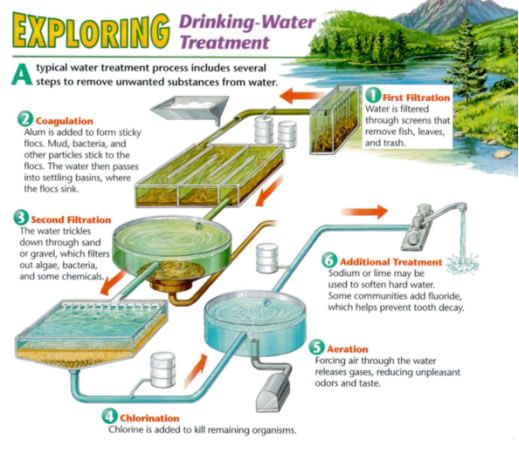 EXPLORING Drinking-Water
Treatment
A typical water treatment process includes several
steps to remove unwanted substances from water.
1 First Filtration
Water is filtered
through screens that
remove fish, leaves,
and trash.
2 Coagulation
Alum is added to form sticky
flocs. Mud, bacteria, and
other particles stick to the
flocs. The water then passes
into settling basins, where
the flocs sink.
3 Second Filtration
The water trickles
down through sand
or gravel, which filters
out algae, bacteria,
and some chemicals.
4 Chlorination
Chlorine is added to kill remaining organisms.
5 Aeration
Forcing air through the water
releases gases, reducing unpleasant
odors and taste.
6 Additional Treatment
Sodium or lime may be
used to soften hard water.
Some communities add fluoride,
which helps prevent tooth decay.